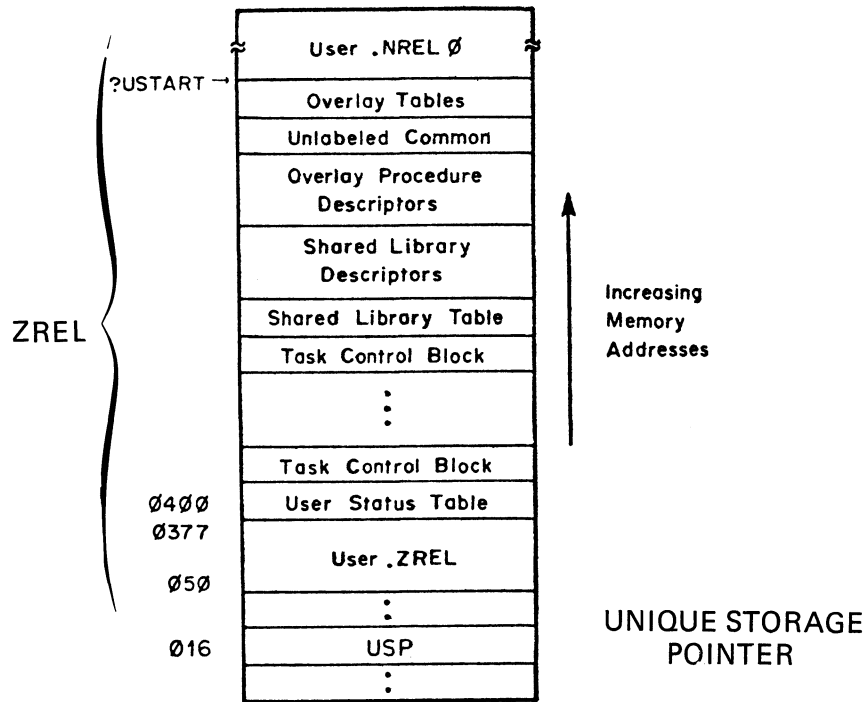 User .NREL Ø
?USTART →
Overlay Tables
Unlabeled Common
Overlay Procedure
Descriptors
Shared Library
Descriptors
Shared Library Table
Task Control Block
Task Control Block
User Status Table
User .ZREL
USP
ZREL
Ø4ØØ
Ø377
Ø5Ø
Ø16
Increasing
Memory
Addresses
UNIQUE STORAGE
POINTER